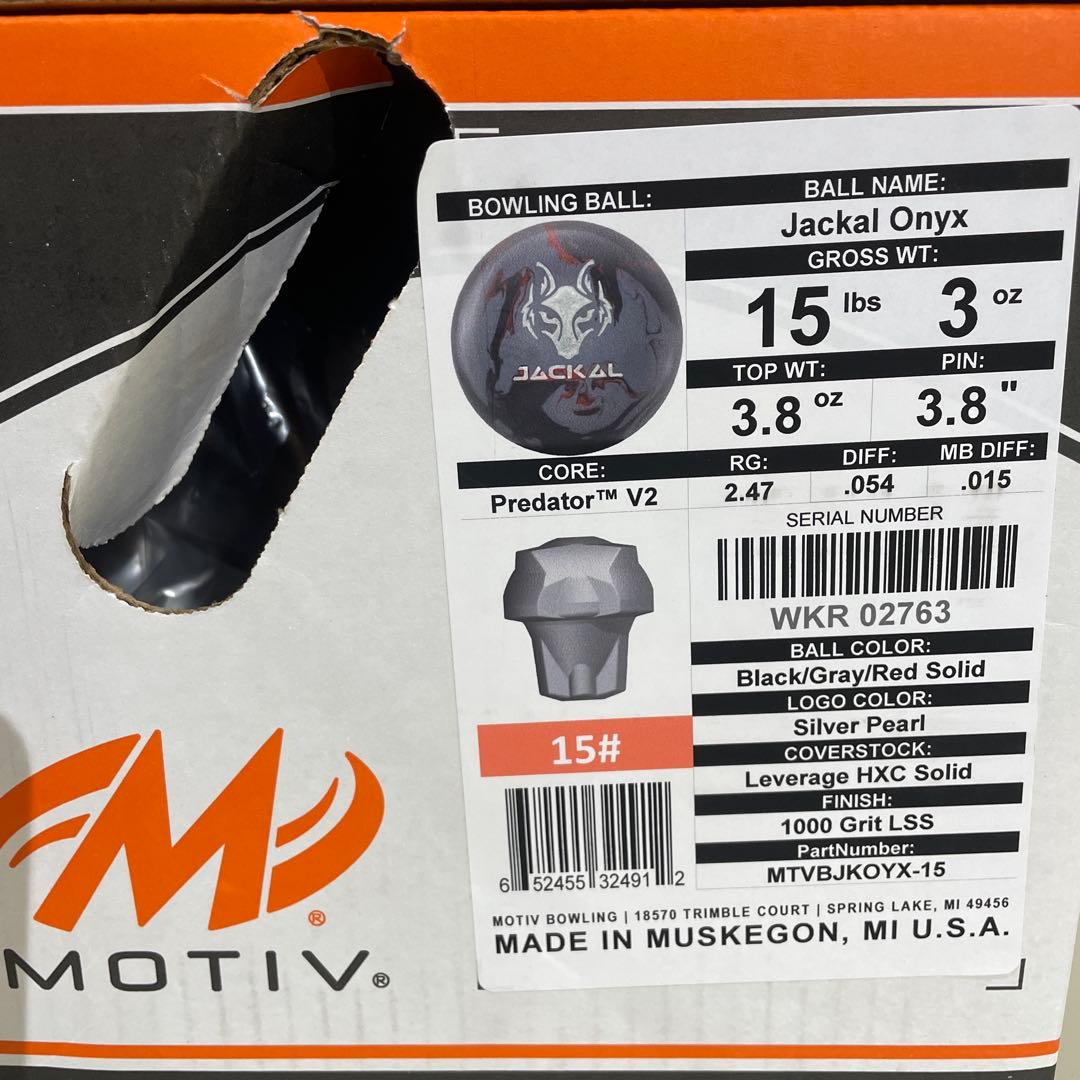 BOWLING BALL:
BALL NAME:
Jackal Onyx
GROSS WT:
15 lbs 3 oz
TOP WT:
PIN:
3.8 oz
3.8 "
JACKAL
CORE:
RG:
DIFF:
MB DIFF:
Predator™ V2
2.47
.054
.015
SERIAL NUMBER
WKR 02763
BALL COLOR:
Black/Gray/Red Solid
LOGO COLOR:
Silver Pearl
COVERSTOCK:
Leverage HXC Solid
FINISH:
1000 Grit LSS
PartNumber:
MTVBJKOYX-15
15#
6 52455 32491 2
MOTIV BOWLING | 18570 TRIMBLE COURT | SPRING LAKE, MI 49456
MADE IN MUSKEGON, MI U.S.A.
M®
MOTIV®